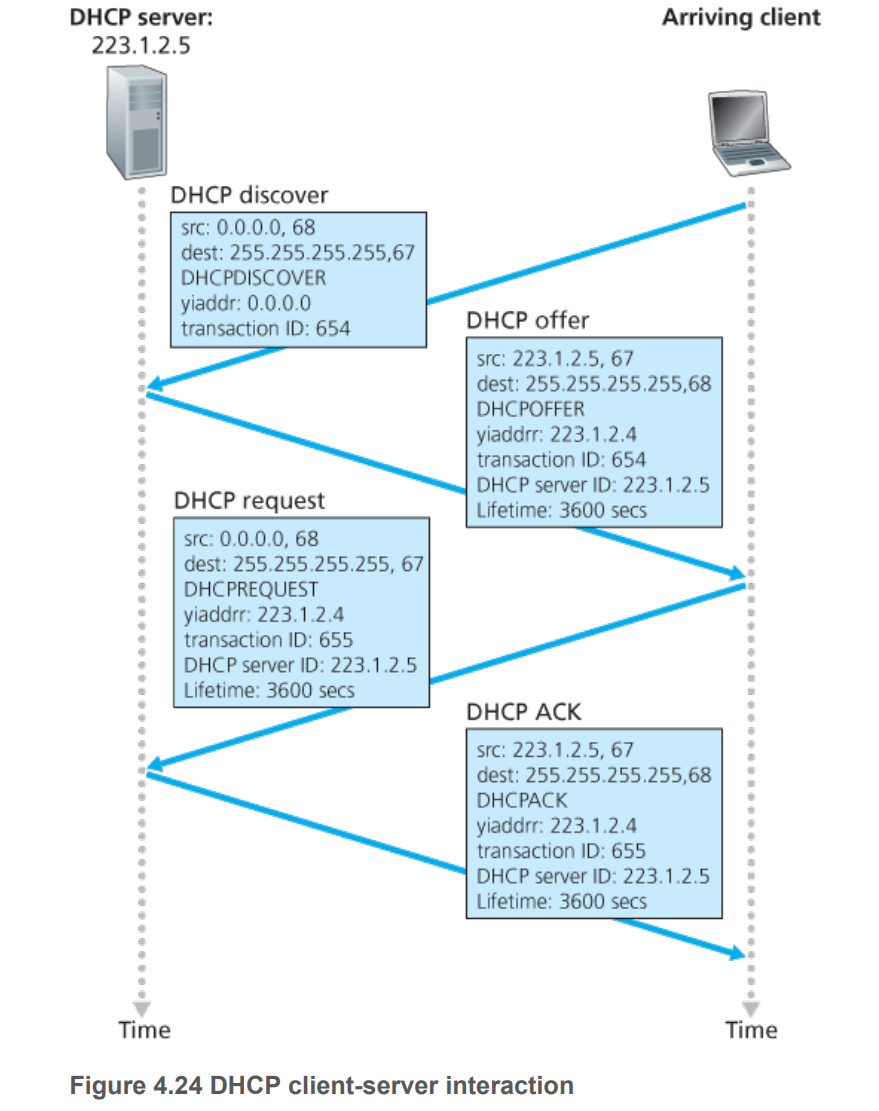 DHCP server:
223.1.2.5
Arriving client
DHCP discover
src: 0.0.0.0, 68
dest: 255.255.255.255,67
DHCPDISCOVER
yiaddr: 0.0.0.0
transaction ID: 654
DHCP offer
src: 223.1.2.5, 67
dest: 255.255.255.255,68
DHCPOFFER
yiaddrr: 223.1.2.4
transaction ID: 654
DHCP server ID: 223.1.2.5
Lifetime: 3600 secs
DHCP request
src: 0.0.0.0, 68
dest: 255.255.255.255, 67
DHCPREQUEST
yiaddrr: 223.1.2.4
transaction ID: 655
DHCP server ID: 223.1.2.5
Lifetime: 3600 secs
DHCP ACK
src: 223.1.2.5, 67
dest: 255.255.255.255,68
DHCPACK
yiaddrr: 223.1.2.4
transaction ID: 655
DHCP server ID: 223.1.2.5
Lifetime: 3600 secs
Time
Time
Figure 4.24 DHCP client-server interaction